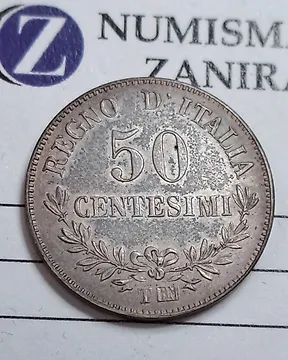 Z
NUMISMA
ZANIRA
REGNO D'ITALIA
50
CENTESIMI